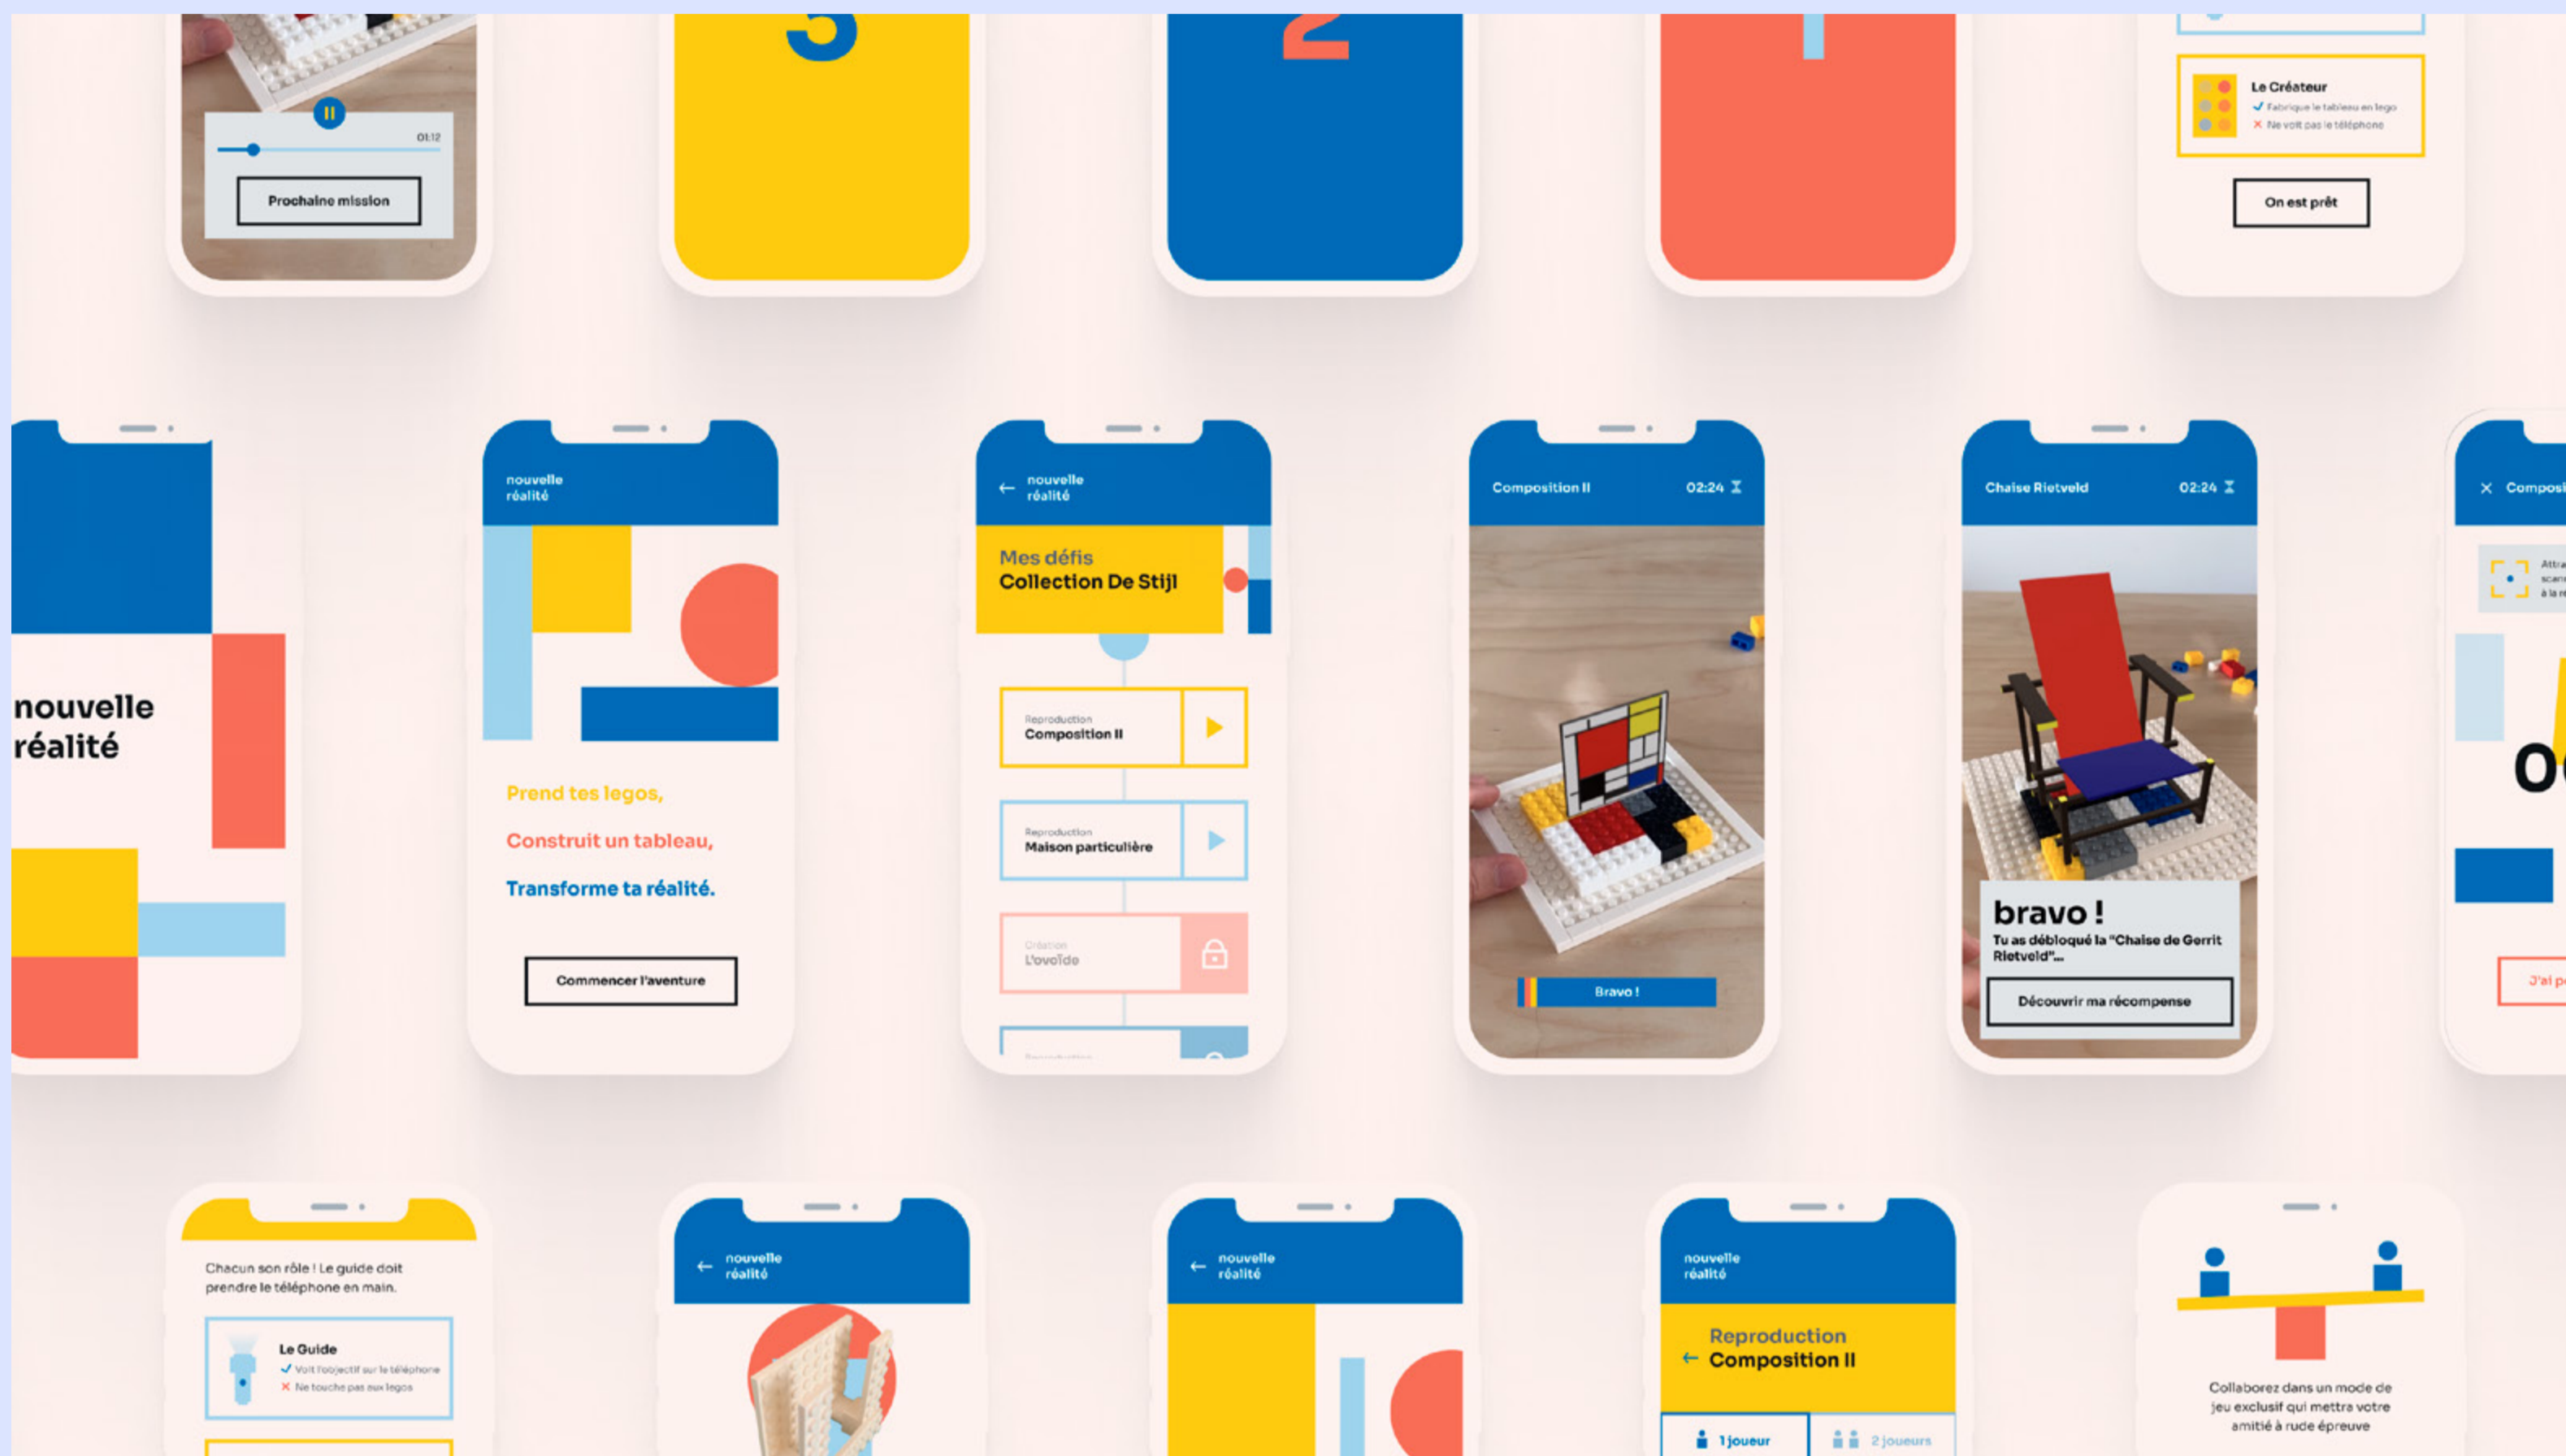 3
2
1
Le Créateur
Fabrique le tableau en lego
Ne voit pas le téléphone
01:12
Prochaine mission
On est prêt
nouvelle
réalité
nouvelle
réalité
Prend tes legos,
Construit un tableau,
Transforme ta réalité.
Commencer l'aventure
nouvelle
réalité
Mes défis
Collection De Stijl
Reproduction
Composition II
Reproduction
Maison particulière
Création
L'ovoïde
Composition II
02:24
Bravo !
Chaise Rietveld
02:24
bravo !
Tu as débloqué la "Chaise de Gerrit
Rietveld"...
Découvrir ma récompense
J'ai
Chacun son rôle ! Le guide doit
prendre le téléphone en main.
Le Guide
Voit l'objectif sur le téléphone
Ne touche pas aux legos
nouvelle
réalité
nouvelle
réalité
nouvelle
réalité
Reproduction
Composition II
1 joueur
2 joueurs
Collaborez dans un mode de
jeu exclusif qui mettra votre
amitié à rude épreuve